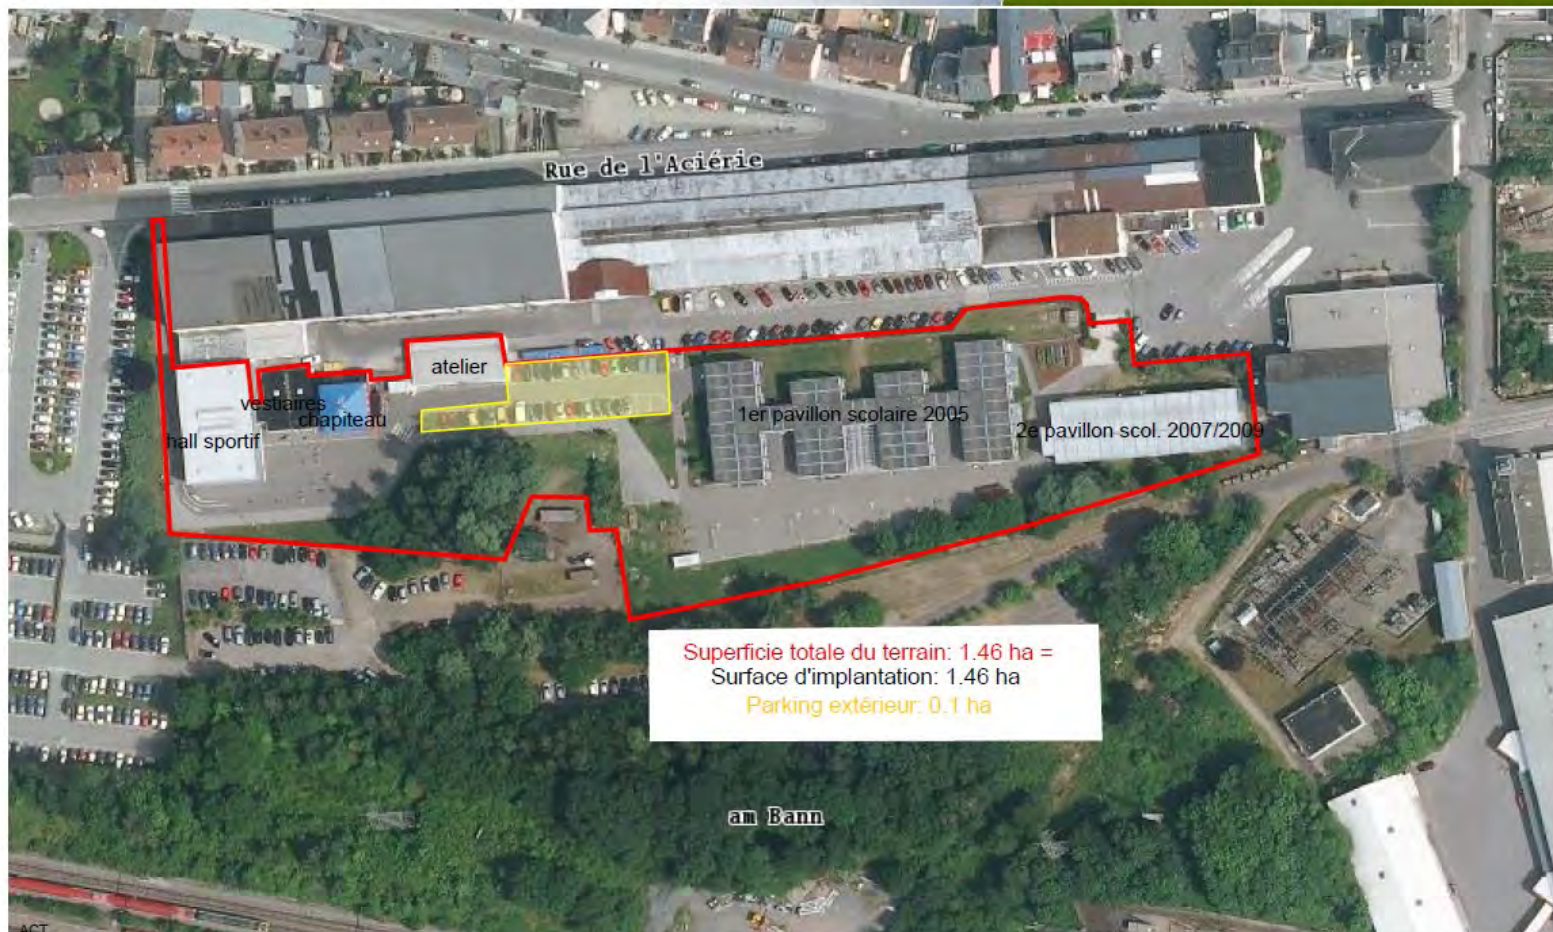 Rue de l'Aciérie
atelier
vestiaires
chapiteau
1er pavillon scolaire 2005
hall sportif
2e pavillon scol. 2007/2009
Superficie totale du terrain: 1.46 ha =
Surface d'implantation: 1.46 ha
Parking extérieur: 0.1 ha
am Bann
ACT